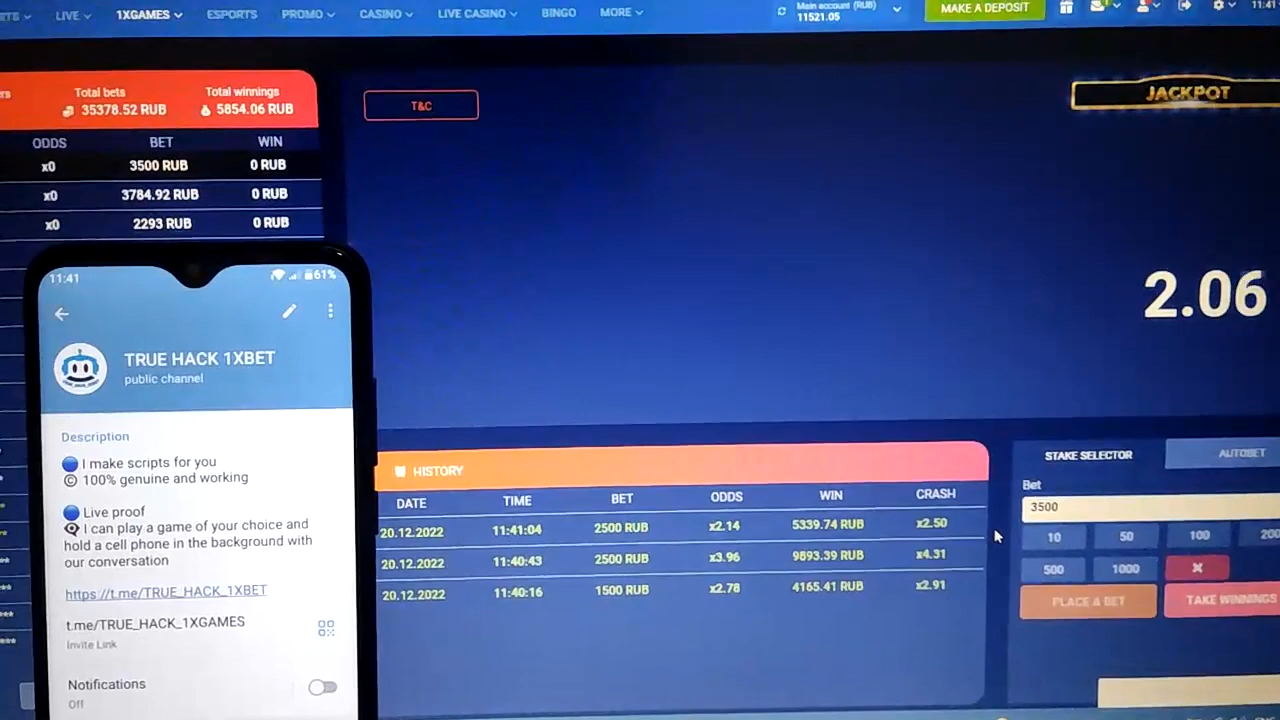 LIVE
1XGAMES
ESPORTS
PROMO
CASINO
LIVE CASINO
BINGO
MORE
Main account (RUB)
11521.05
MAKE A DEPOSIT
Total bets
35378.52 RUB
Total winnings
5854.06 RUB
ODDS BET WIN
x0 3500 RUB 0 RUB
x0 3784.92 RUB 0 RUB
x0 2293 RUB 0 RUB
T&C
JACKPOT
2.06
11:41
61%
TRUE HACK 1XBET
public channel
Description
I make scripts for you
© 100% genuine and working
Live proof
I can play a game of your choice and
hold a cell phone in the background with
our conversation
https://t.me/TRUE_HACK_1XBET
t.me/TRUE_HACK_1XGAMES
Invite Link
Notifications
Off
HISTORY
DATE TIME BET ODDS WIN CRASH
20.12.2022 11:41:04 2500 RUB x2.14 5339.74 RUB x2.50
20.12.2022 11:40:43 2500 RUB x3.96 9893.39 RUB x4.31
20.12.2022 11:40:16 1500 RUB x2.78 4165.41 RUB x2.91
STAKE SELECTOR
AUTOBET
Bet
3500
10 50 100
500 1000
PLACE A BET
TAKE WINNINGS